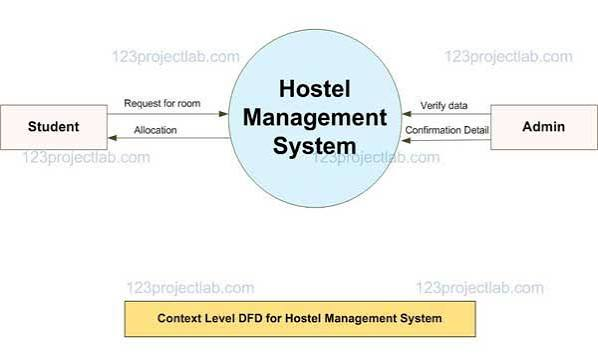 123projectlab.com
123projectlab.com
Hostel
Management
System
Request for room
Verify data
Student
Admin
Allocation
Confirmation Detail
123projectlab.com
123projectlab.com
123projectlab.com
123projectlab.com
Context Level DFD for Hostel Management System